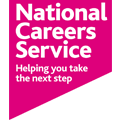 National
Careers
Service
Helping you take
the next step